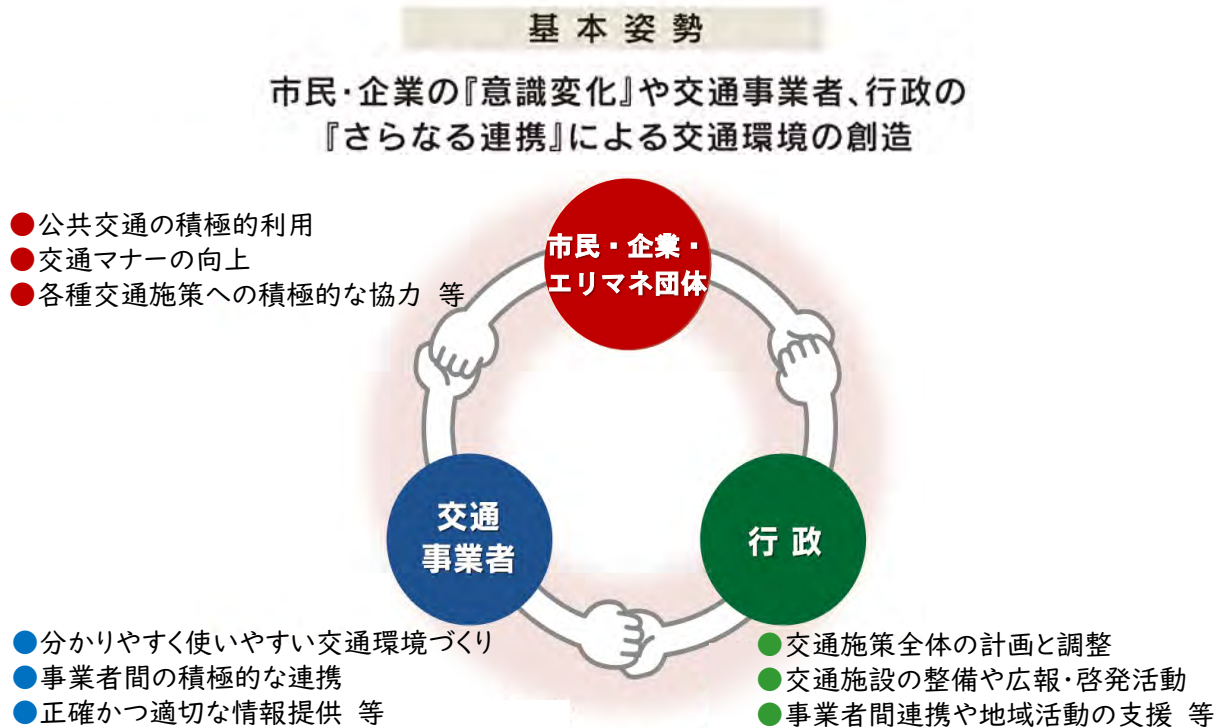 基本姿勢
市民・企業の『意識変化』や交通事業者、行政の
『さらなる連携』による交通環境の創造
●公共交通の積極的利用
●交通マナーの向上
●各種交通施策への積極的な協力 等
市民・企業・
エリマネ団体
交通
事業者
行政
●分かりやすく使いやすい交通環境づくり
●事業者間の積極的な連携
●正確かつ適切な情報提供 等
●交通施策全体の計画と調整
●交通施設の整備や広報・啓発活動
●事業者間連携や地域活動の支援 等